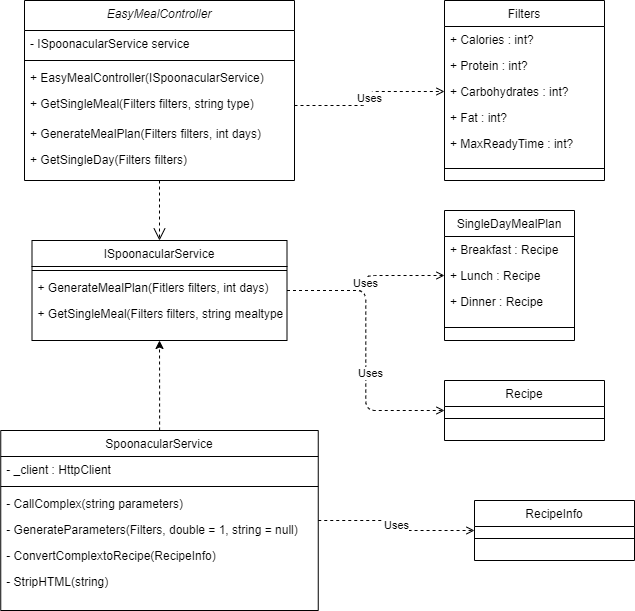 EasyMealController
- ISpoonacularService service
+ EasyMealController(ISpoonacularService)
+ GetSingleMeal(Filters filters, string type)
+ GenerateMealPlan(Filters filters, int days)
+ GetSingleDay(Filters filters)
Uses
Filters
+ Calories : int?
+ Protein : int?
+ Carbohydrates : int?
+ Fat : int?
+ MaxReadyTime : int?
ISpoonacularService
+ GenerateMealPlan(Fitlers filters, int days)
+ GetSingleMeal(Filters filters, string mealtype
Uses
SingleDayMealPlan
+ Breakfast : Recipe
+ Lunch : Recipe
+ Dinner : Recipe
Uses
Recipe
SpoonacularService
- _client : HttpClient
- CallComplex(string parameters)
- GenerateParameters(Filters, double = 1, string = null)
- ConvertComplextoRecipe(RecipeInfo)
- StripHTML(string)
Uses
RecipeInfo